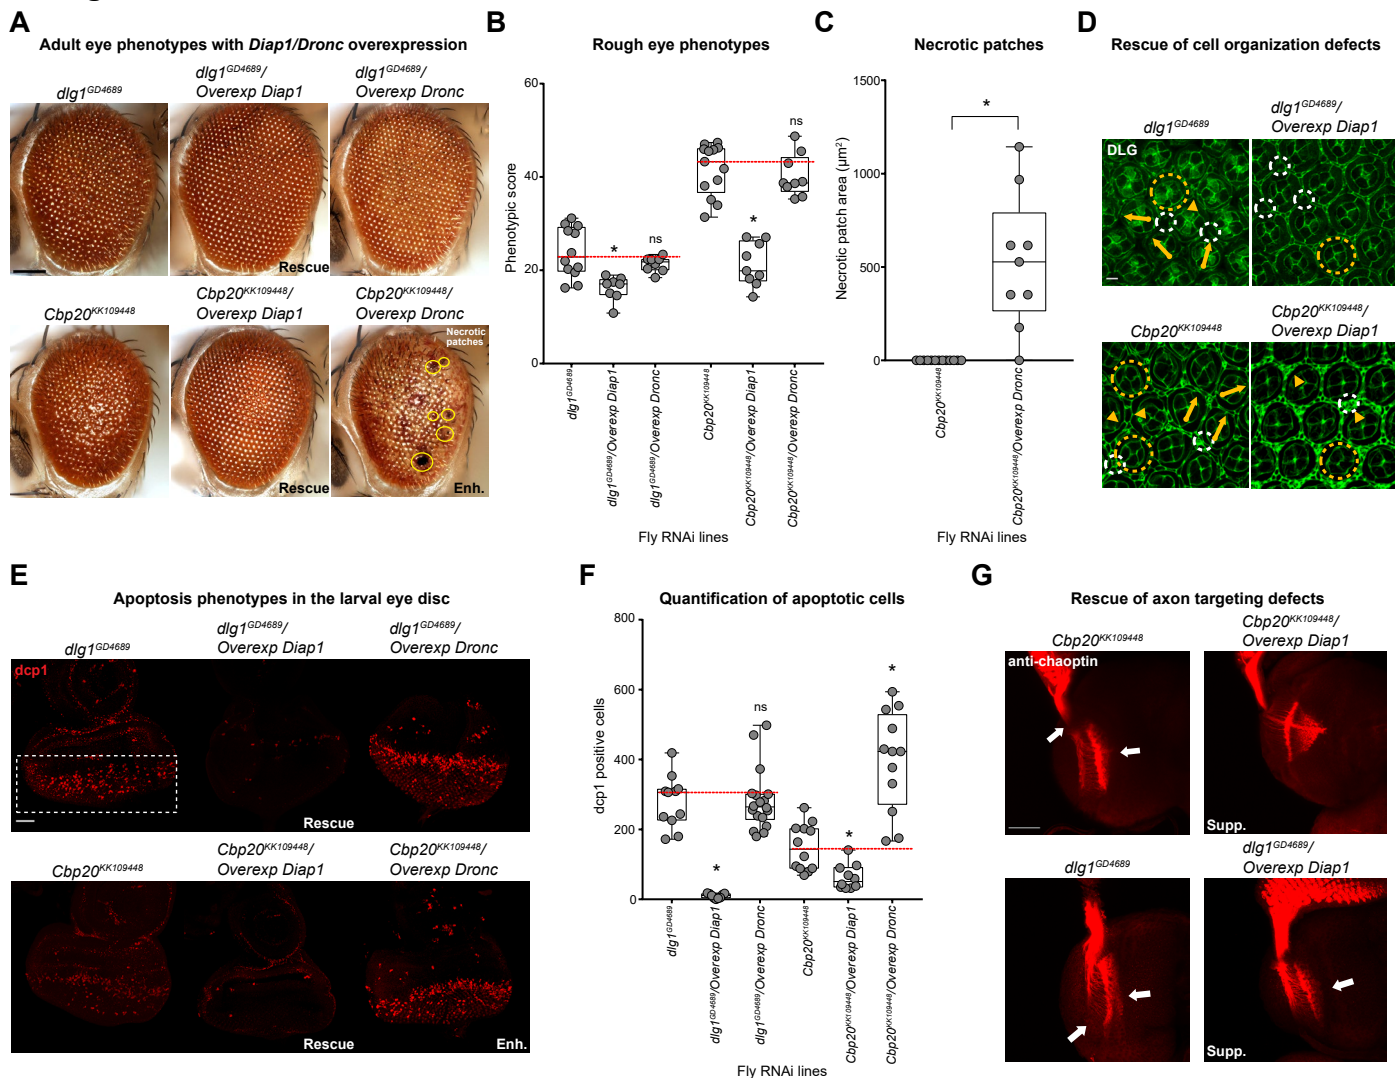 A
Adult eye phenotypes with Diap1/Dronc overexpression
dlg1GD4689
dlg1GD4689/
Overexp Diap1
dlg1GD4689/
Overexp Dronc
Rescue
Cbp20KK109448
Cbp20KK109448/
Overexp Diap1
Cbp20KK109448/
Overexp Dronc
Necrotic
patches
Rescue
Enh.
B
Rough eye phenotypes
Phenotypic score
60
40
20
0
*
ns
*
ns
dlg1GD4689
dlg1GD4689/Overexp Diap1
dlg1GD4689/Overexp Dronc
Cbp20KK109448
Cbp20KK109448/Overexp Diap1
Cbp20KK109448/Overexp Dronc
Fly RNAi lines
C
Necrotic patches
Necrotic patch area (µm2)
1500
1000
500
0
*
Cbp20KK109448
Cbp20KK109448/Overexp Dronc
Fly RNAi lines
D
Rescue of cell organization defects
dlg1GD4689
dlg1GD4689/
Overexp Diap1
DLG
Cbp20KK109448
Cbp20KK109448/
Overexp Diap1
E
Apoptosis phenotypes in the larval eye disc
dlg1GD4689
dlg1GD4689/
Overexp Diap1
dlg1GD4689/
Overexp Dronc
dcp1
Rescue
Cbp20KK109448
Cbp20KK109448/
Overexp Diap1
Cbp20KK109448/
Overexp Dronc
Rescue
Enh.
F
Quantification of apoptotic cells
dcp1 positive cells
800
600
400
200
0
*
ns
*
*
dlg1GD4689
dlg1GD4689/Overexp Diap1
dlg1GD4689/Overexp Dronc
Cbp20KK109448
Cbp20KK109448/Overexp Diap1
Cbp20KK109448/Overexp Dronc
Fly RNAi lines
G
Rescue of axon targeting defects
Cbp20KK109448
Cbp20KK109448/
Overexp Diap1
anti-chaoptin
Supp.
dlg1GD4689
dlg1GD4689/
Overexp Diap1
Supp.